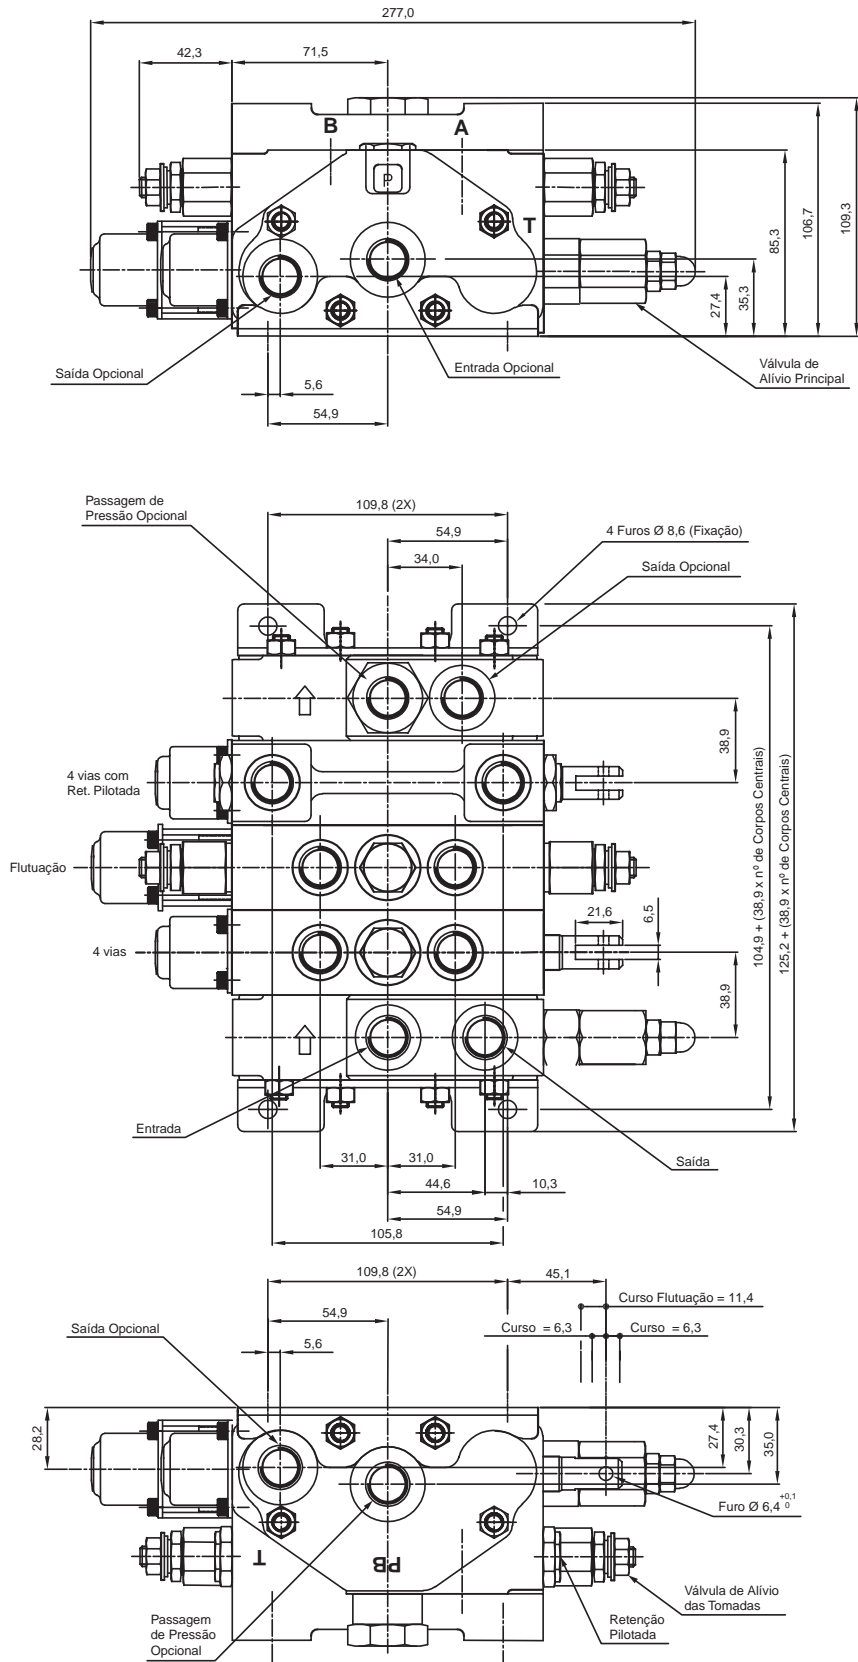 277,0
42,3
71,5
B
A
P
T
85,3
106,7
109,3
27,4
35,3
Saída Opcional
Entrada Opcional
Válvula de
Alívio Principal
5,6
54,9
Passagem de
Pressão Opcional
109,8 (2X)
54,9
34,0
4 Furos Ø 8,6 (Fixação)
Saída Opcional
38,9
4 vias com
Ret. Pilotada
Flutuação
21,6
6,5
4 vias
38,9
104,9 + (38,9 x nº de Corpos Centrais)
125,2 + (38,9 x nº de Corpos Centrais)
Entrada
Saída
31,0
31,0
44,6
10,3
54,9
105,8
109,8 (2X)
45,1
Curso Flutuação = 11,4
54,9
Saída Opcional
Curso = 6,3
Curso = 6,3
5,6
28,2
27,4
30,3
35,0
Furo Ø 6,4 +0,1 0
T
PB
Passagem
de Pressão
Opcional
Retenção
Pilotada
Válvula de Alívio
das Tomadas